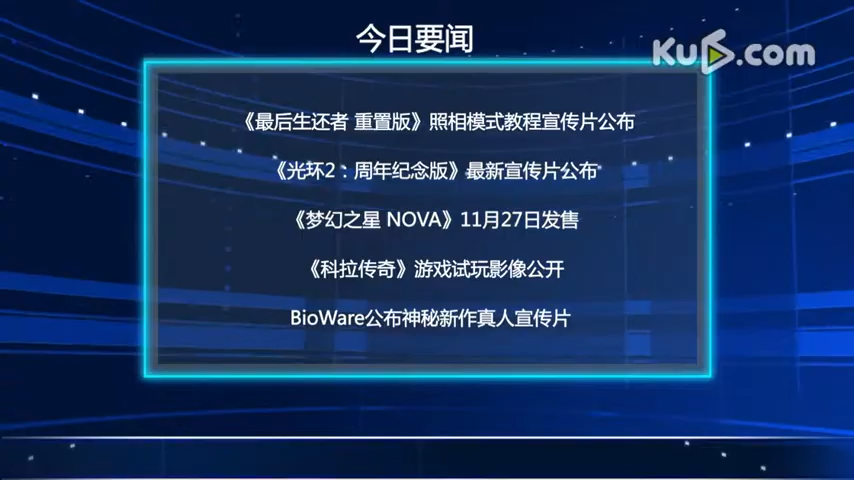 今日要闻
Ku6.com
《最后生还者 重置版》照相模式教程宣传片公布
《光环2：周年纪念版》最新宣传片公布
《梦幻之星 NOVA》11月27日发售
《科拉传奇》游戏试玩影像公开
BioWare公布神秘新作真人宣传片